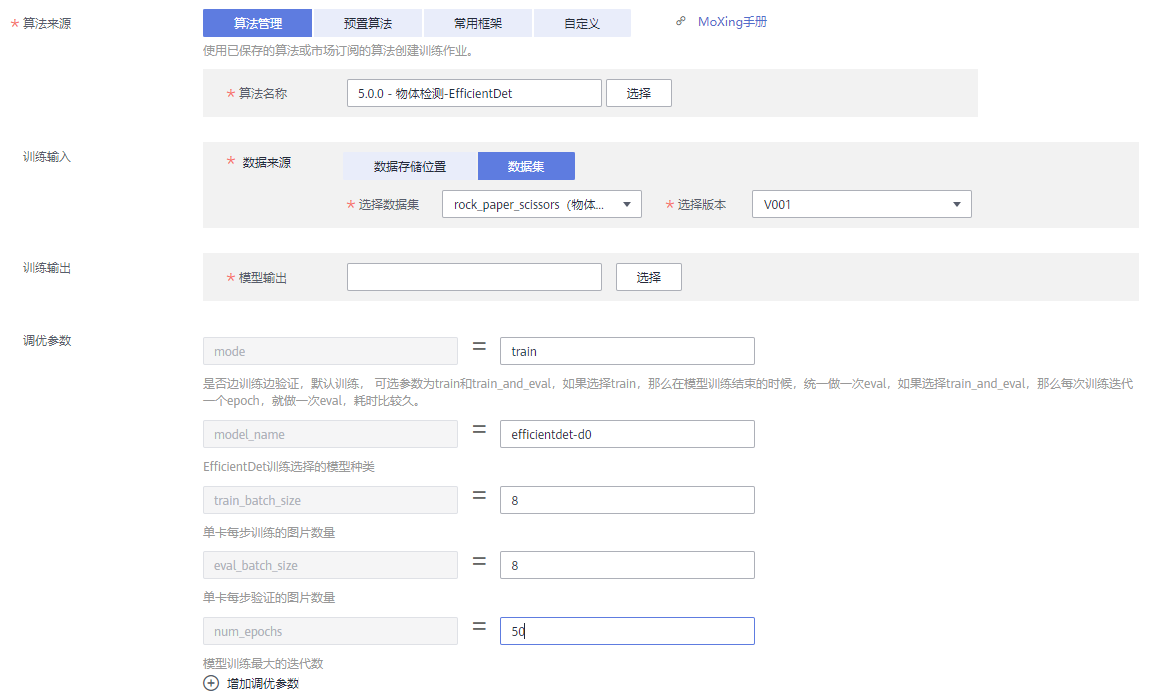 * 算法来源
算法管理 预置算法 常用框架 自定义 MoXing手册
使用已保存的算法或市场订阅的算法创建训练作业。
* 算法名称 5.0.0 - 物体检测-EfficientDet 选择
训练输入
* 数据来源 数据存储位置 数据集
* 选择数据集 rock_paper_scissors（物体... * 选择版本 V001
训练输出
* 模型输出 选择
调优参数
mode = train
是否边训练边验证，默认训练， 可选参数为train和train_and_eval，如果选择train，那么在模型训练结束的时候，统一做一次eval，如果选择train_and_eval，那么每次训练迭代
一个epoch，就做一次eval，耗时比较久。
model_name = efficientdet-d0
EfficientDet训练选择的模型种类
train_batch_size = 8
单卡每步训练的图片数量
eval_batch_size = 8
单卡每步验证的图片数量
num_epochs = 50
模型训练最大的迭代数
增加调优参数